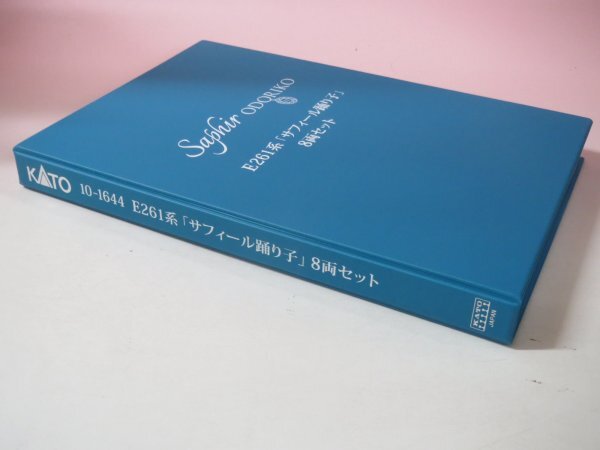 Saphir ODORIKO
E261系「サフィール踊り子」
8両セット
KATO 10-1644 E261系「サフィール踊り子」8両セット
KATO
JAPAN